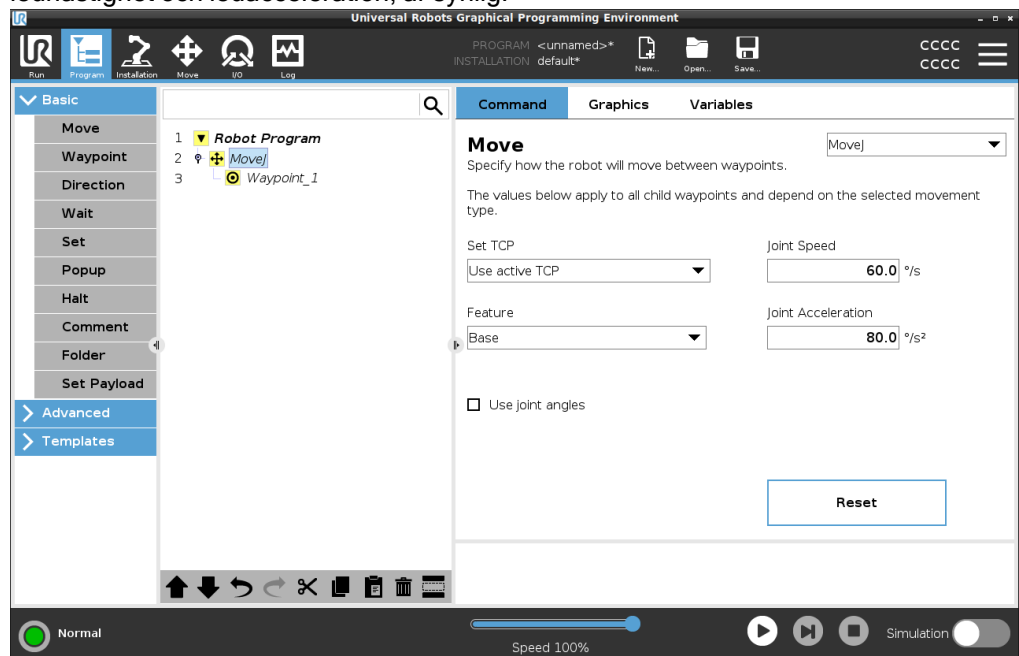 Universal Robots Graphical Programming Environment
Run
Program
Installation
Move
I/O
Log
PROGRAM <unnamed>*
INSTALLATION default*
New...
Open...
Save...
CCCC
CCCC
Basic
Move
Waypoint
Direction
Wait
Set
Popup
Halt
Comment
Folder
Set Payload
Advanced
Templates
1 Robot Program
2 MoveJ
3 Waypoint_1
Command Graphics Variables
Move
MoveJ
Specify how the robot will move between waypoints.
The values below apply to all child waypoints and depend on the selected movement
type.
Set TCP
Use active TCP
Joint Speed
60.0 °/s
Feature
Base
Joint Acceleration
80.0 °/s²
Use joint angles
Reset
Normal
Speed 100%
Simulation